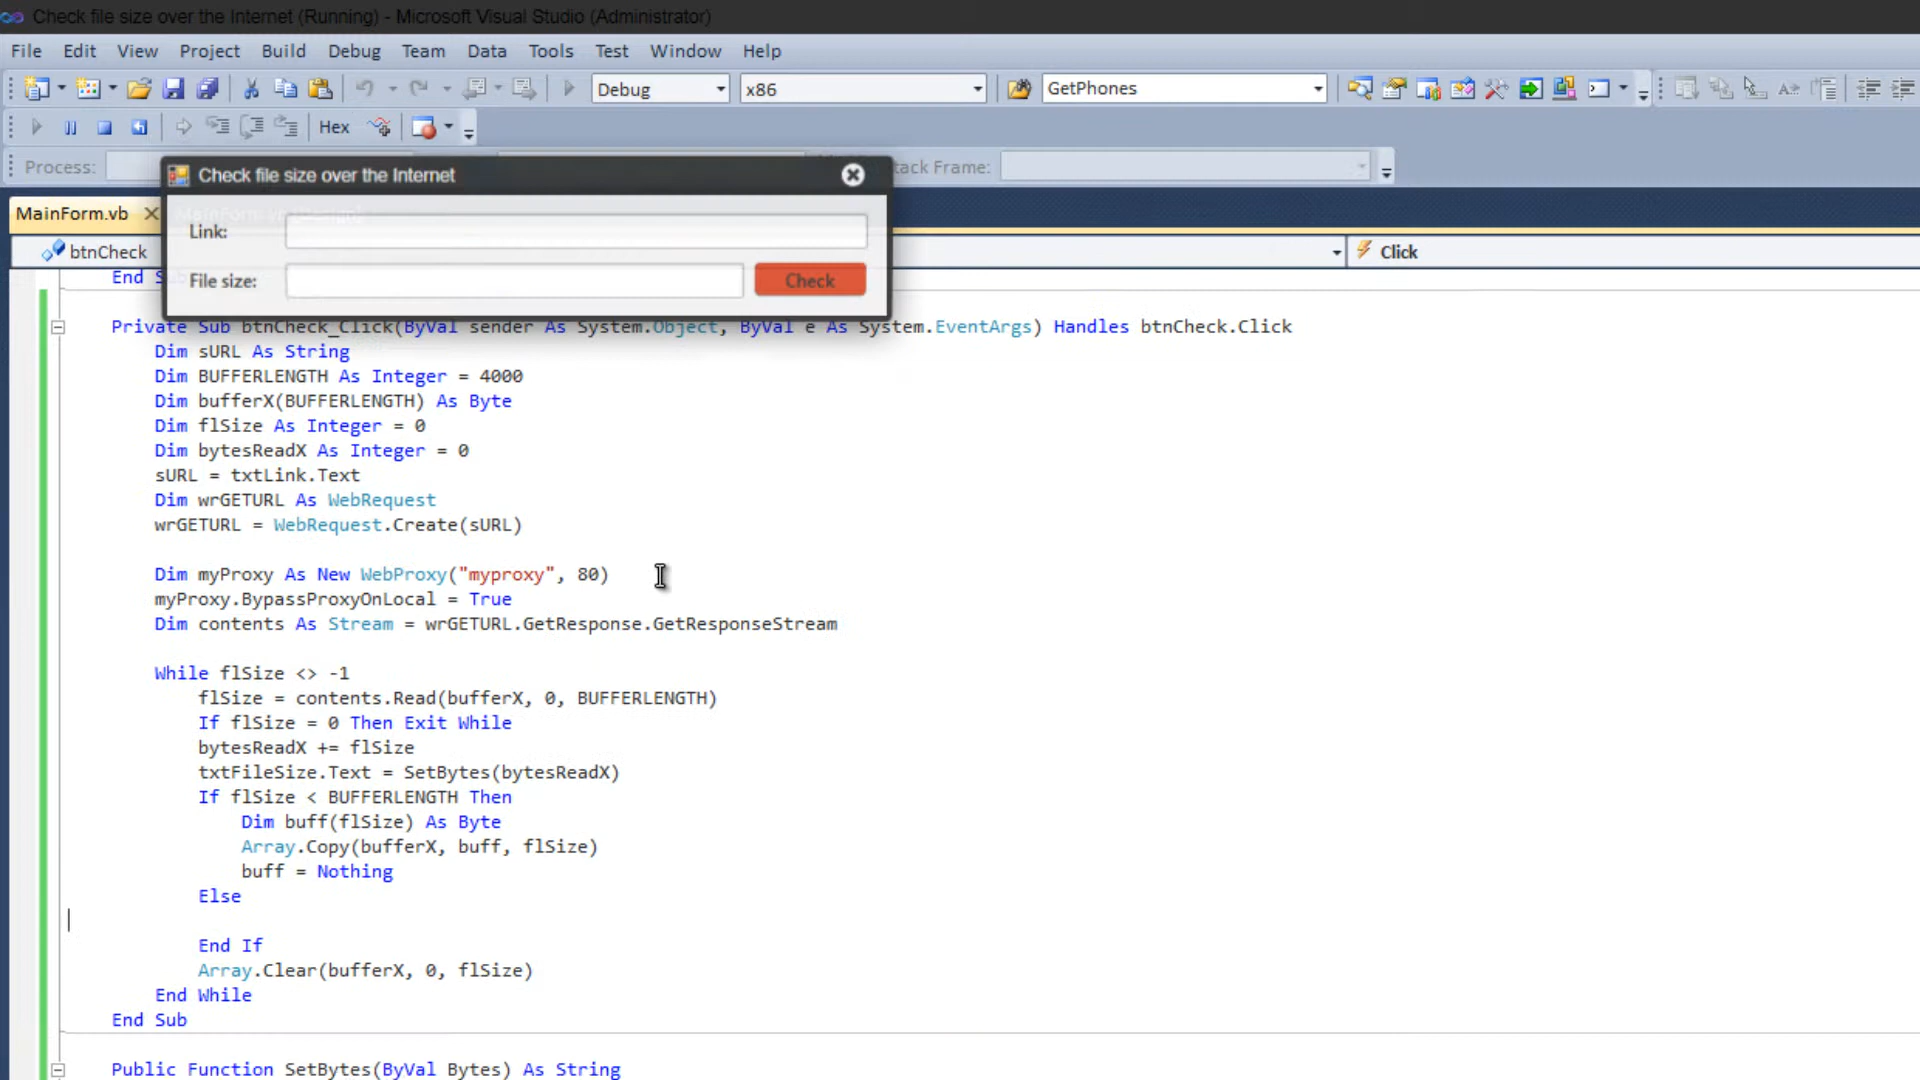 Check file size over the Internet (Running) - Microsoft Visual Studio (Administrator)
File Edit View Project Build Debug Team Data Tools Test Window Help
Debug x86 GetPhones
Hex
Process: tack Frame:
Check file size over the Internet
MainForm.vb
Link:
btnCheck Click
File size: Check
End S
Private Sub btnCheck_Click(ByVal sender As System.Object, ByVal e As System.EventArgs) Handles btnCheck.Click
Dim sURL As String
Dim BUFFERLENGTH As Integer = 4000
Dim bufferX(BUFFERLENGTH) As Byte
Dim flSize As Integer = 0
Dim bytesReadX As Integer = 0
sURL = txtLink.Text
Dim wrGETURL As WebRequest
wrGETURL = WebRequest.Create(sURL)
Dim myProxy As New WebProxy("myproxy", 80)
myProxy.BypassProxyOnLocal = True
Dim contents As Stream = wrGETURL.GetResponse.GetResponseStream
While flSize <> -1
flSize = contents.Read(bufferX, 0, BUFFERLENGTH)
If flSize = 0 Then Exit While
bytesReadX += flSize
txtFileSize.Text = SetBytes(bytesReadX)
If flSize < BUFFERLENGTH Then
Dim buff(flSize) As Byte
Array.Copy(bufferX, buff, flSize)
buff = Nothing
Else
End If
Array.Clear(bufferX, 0, flSize)
End While
End Sub
Public Function SetBytes(ByVal Bytes) As String